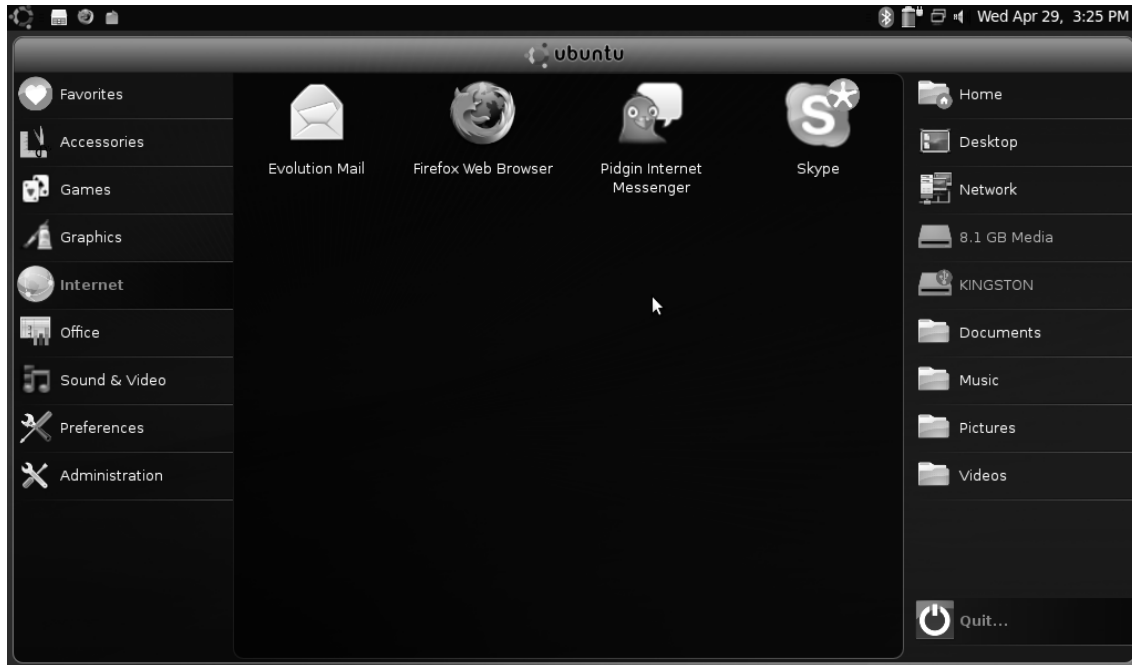 Wed Apr 29, 3:25 PM
ubuntu
Favorites
Accessories
Games
Graphics
Internet
Office
Sound & Video
Preferences
Administration
Evolution Mail
Firefox Web Browser
Pidgin Internet
Messenger
Skype
Home
Desktop
Network
8.1 GB Media
KINGSTON
Documents
Music
Pictures
Videos
Quit...